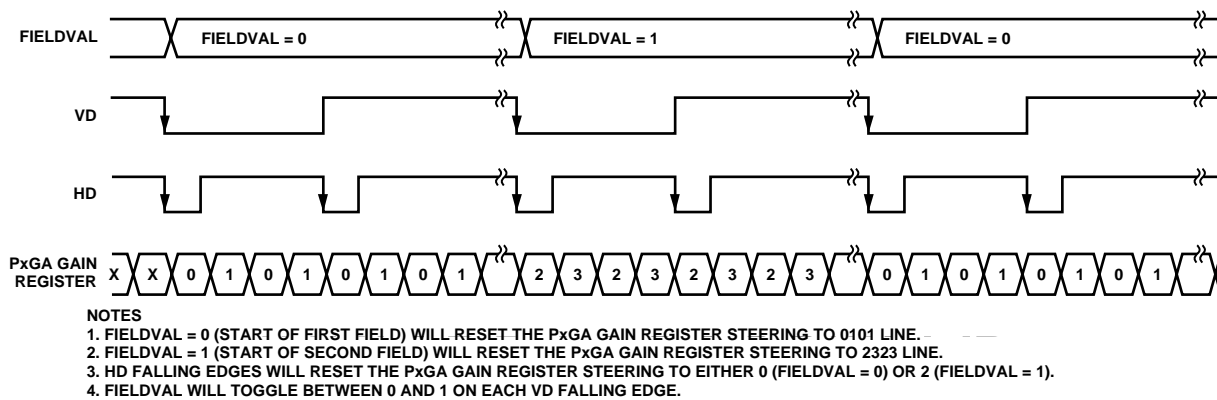 FIELDVAL FIELDVAL = 0 FIELDVAL = 1 FIELDVAL = 0
VD
HD
PxGA GAIN
REGISTER X X 0 1 0 1 0 1 0 1 2 3 2 3 2 3 2 3 0 1 0 1 0 1 0 1
NOTES
1. FIELDVAL = 0 (START OF FIRST FIELD) WILL RESET THE PxGA GAIN REGISTER STEERING TO 0101 LINE.
2. FIELDVAL = 1 (START OF SECOND FIELD) WILL RESET THE PxGA GAIN REGISTER STEERING TO 2323 LINE.
3. HD FALLING EDGES WILL RESET THE PxGA GAIN REGISTER STEERING TO EITHER 0 (FIELDVAL = 0) OR 2 (FIELDVAL = 1).
4. FIELDVAL WILL TOGGLE BETWEEN 0 AND 1 ON EACH VD FALLING EDGE.